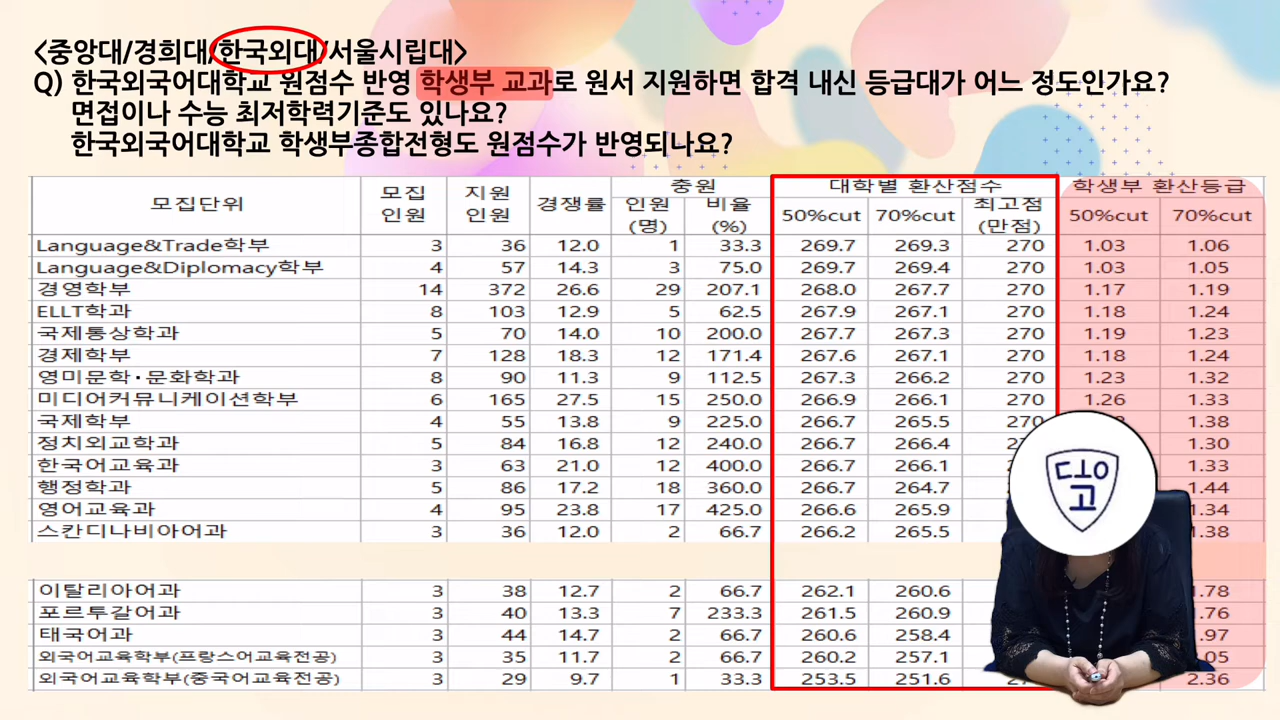 <중앙대/경희대/한국외대/서울시립대>
Q) 한국외국어대학교 원점수 반영 학생부 교과로 원서 지원하면 합격 내신 등급대가 어느 정도인가요?
면접이나 수능 최저학력기준도 있나요?
한국외국어대학교 학생부종합전형도 원점수가 반영되나요?
모집단위 모집인원 지원인원 경쟁률 충원 대학별 환산점수 학생부 환산등급
인원(명) 비율(%) 50%cut 70%cut 최고점(만점) 50%cut 70%cut
Language&Trade학부 3 36 12.0 1 33.3 269.7 269.3 270 1.03 1.06
Language&Diplomacy학부 4 57 14.3 3 75.0 269.7 269.4 270 1.03 1.05
경영학부 14 372 26.6 29 207.1 268.0 267.7 270 1.17 1.19
ELLT학과 8 103 12.9 5 62.5 267.9 267.1 270 1.18 1.24
국제통상학과 5 70 14.0 10 200.0 267.7 267.3 270 1.19 1.23
경제학부 7 128 18.3 12 171.4 267.6 267.1 270 1.18 1.24
영미문학·문화학과 8 90 11.3 9 112.5 267.3 266.2 270 1.23 1.32
미디어커뮤니케이션학부 6 165 27.5 15 250.0 266.9 266.1 270 1.26 1.33
국제학부 4 55 13.8 9 225.0 266.7 265.5 270 1.38
정치외교학과 5 84 16.8 12 240.0 266.7 266.4 1.30
한국어교육과 3 63 21.0 12 400.0 266.7 266.1 1.33
행정학과 5 86 17.2 18 360.0 266.7 264.7 1.44
영어교육과 4 95 23.8 17 425.0 266.6 265.9 .34
스칸디나비아어과 3 36 12.0 2 66.7 266.2 265.5 .38
이탈리아어과 3 38 12.7 2 66.7 262.1 260.6 .78
포르투갈어과 3 40 13.3 7 233.3 261.5 260.9 .76
태국어과 3 44 14.7 2 66.7 260.6 258.4 .97
외국어교육학부(프랑스어교육전공) 3 35 11.7 2 66.7 260.2 257.1 .05
외국어교육학부(중국어교육전공) 3 29 9.7 1 33.3 253.5 251.6 2.36